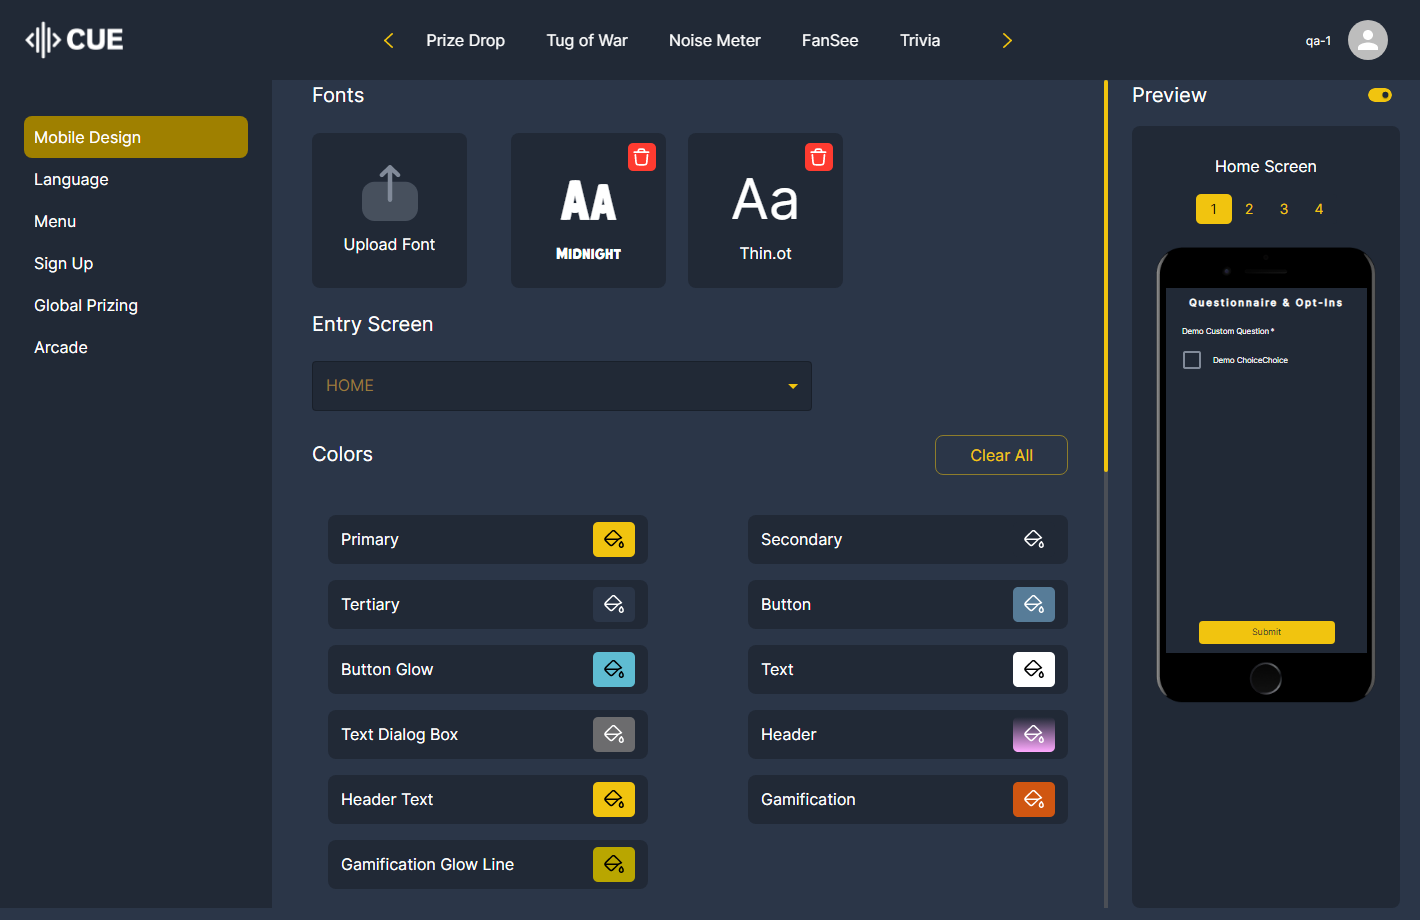 CUE
Prize Drop
Tug of War
Noise Meter
FanSee
Trivia
qa-1
Mobile Design
Language
Menu
Sign Up
Global Prizing
Arcade
Fonts
Upload Font
AA
MIDNIGHT
Aa
Thin.ot
Entry Screen
HOME
Colors
Clear All
Primary
Secondary
Tertiary
Button
Button Glow
Text
Text Dialog Box
Header
Header Text
Gamification
Gamification Glow Line
Preview
Home Screen
1 2 3 4
Questionnaire & Opt-Ins
Demo Custom Question *
Demo ChoiceChoice
Submit